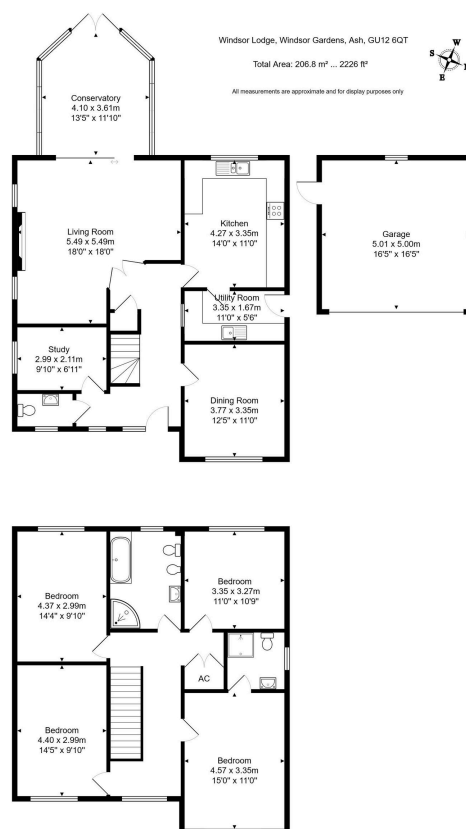 Windsor Lodge, Windsor Gardens, Ash, GU12 6QT
Total Area: 206.8 m² ... 2226 ft²
All measurements are approximate and for display purposes only
S
W
E
Conservatory
4.10 x 3.61m
13'5" x 11'10"
Living Room
5.49 x 5.49m
18'0" x 18'0"
Kitchen
4.27 x 3.35m
14'0" x 11'0"
Garage
5.01 x 5.00m
16'5" x 16'5"
Utility Room
3.35 x 1.67m
11'0" x 5'6"
Study
2.99 x 2.11m
9'10" x 6'11"
Dining Room
3.77 x 3.35m
12'5" x 11'0"
Bedroom
4.37 x 2.99m
14'4" x 9'10"
Bedroom
3.35 x 3.27m
11'0" x 10'9"
AC
Bedroom
4.40 x 2.99m
14'5" x 9'10"
Bedroom
4.57 x 3.35m
15'0" x 11'0"